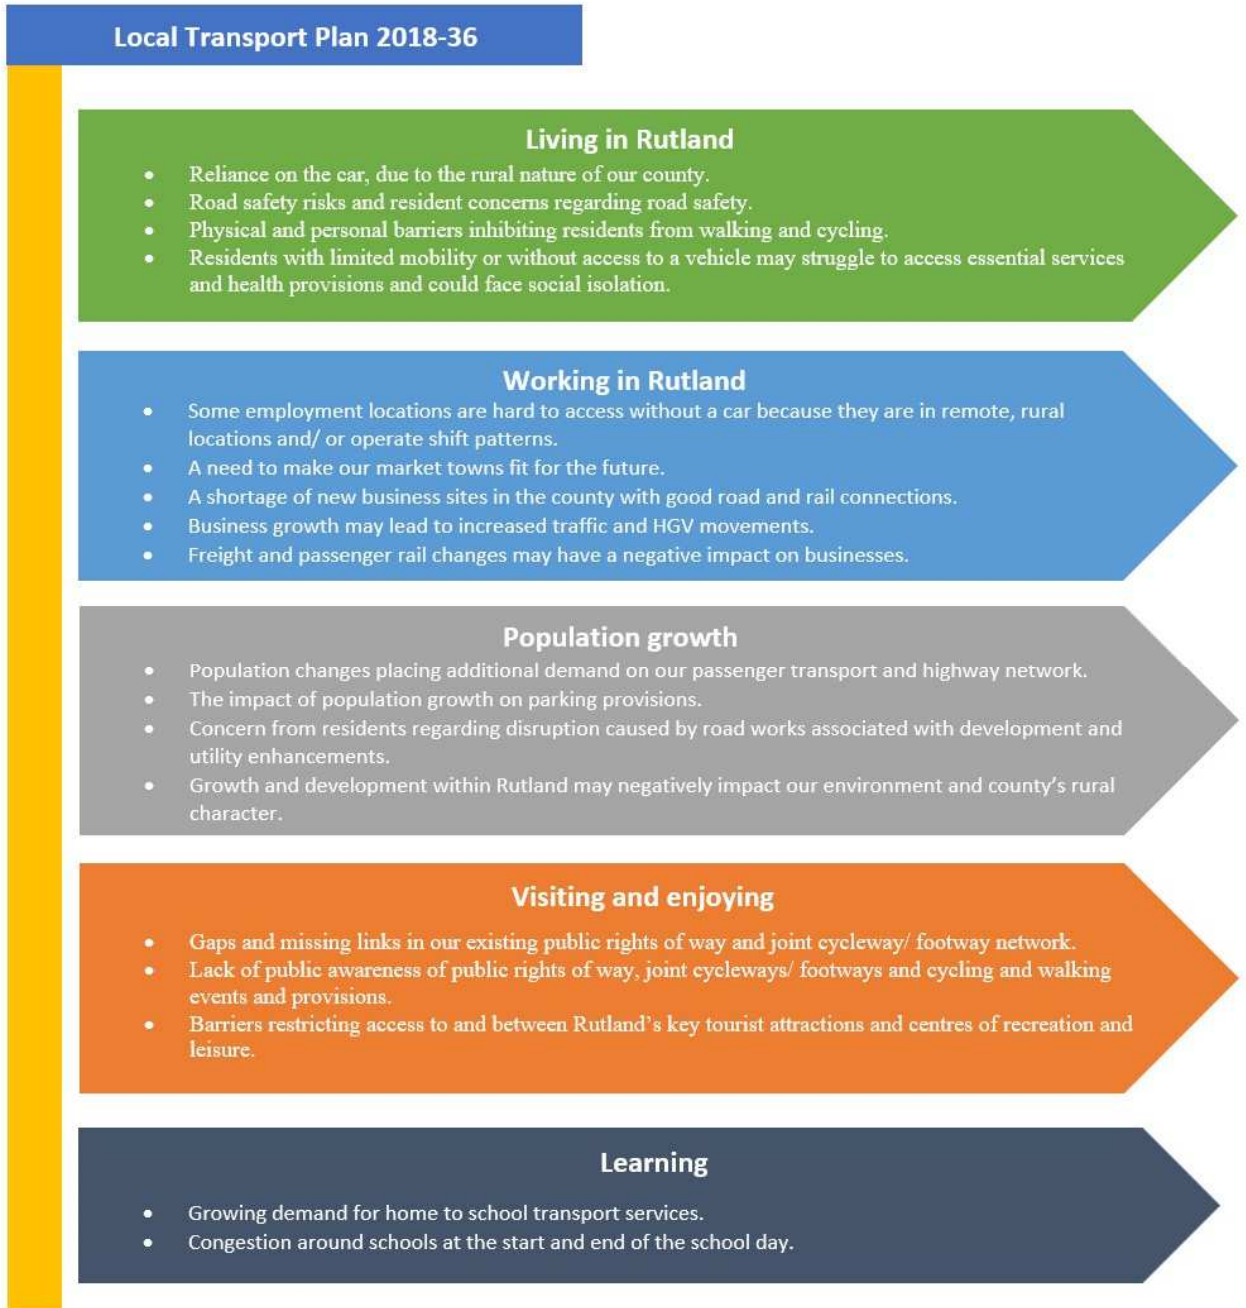 Local Transport Plan 2018-36
Living in Rutland
• Reliance on the car, due to the rural nature of our county.
• Road safety risks and resident concerns regarding road safety.
• Physical and personal barriers inhibiting residents from walking and cycling.
• Residents with limited mobility or without access to a vehicle may struggle to access essential services
and health provisions and could face social isolation.
Working in Rutland
• Some employment locations are hard to access without a car because they are in remote, rural
locations and/ or operate shift patterns.
• A need to make our market towns fit for the future.
• A shortage of new business sites in the county with good road and rail connections.
• Business growth may lead to increased traffic and HGV movements.
• Freight and passenger rail changes may have a negative impact on businesses.
Population growth
• Population changes placing additional demand on our passenger transport and highway network.
• The impact of population growth on parking provisions.
• Concern from residents regarding disruption caused by road works associated with development and
utility enhancements.
• Growth and development within Rutland may negatively impact our environment and county's rural
character.
Visiting and enjoying
• Gaps and missing links in our existing public rights of way and joint cycleway/ footway network.
• Lack of public awareness of public rights of way, joint cycleways/ footways and cycling and walking
events and provisions.
• Barriers restricting access to and between Rutland's key tourist attractions and centres of recreation and
leisure.
Learning
• Growing demand for home to school transport services.
• Congestion around schools at the start and end of the school day.